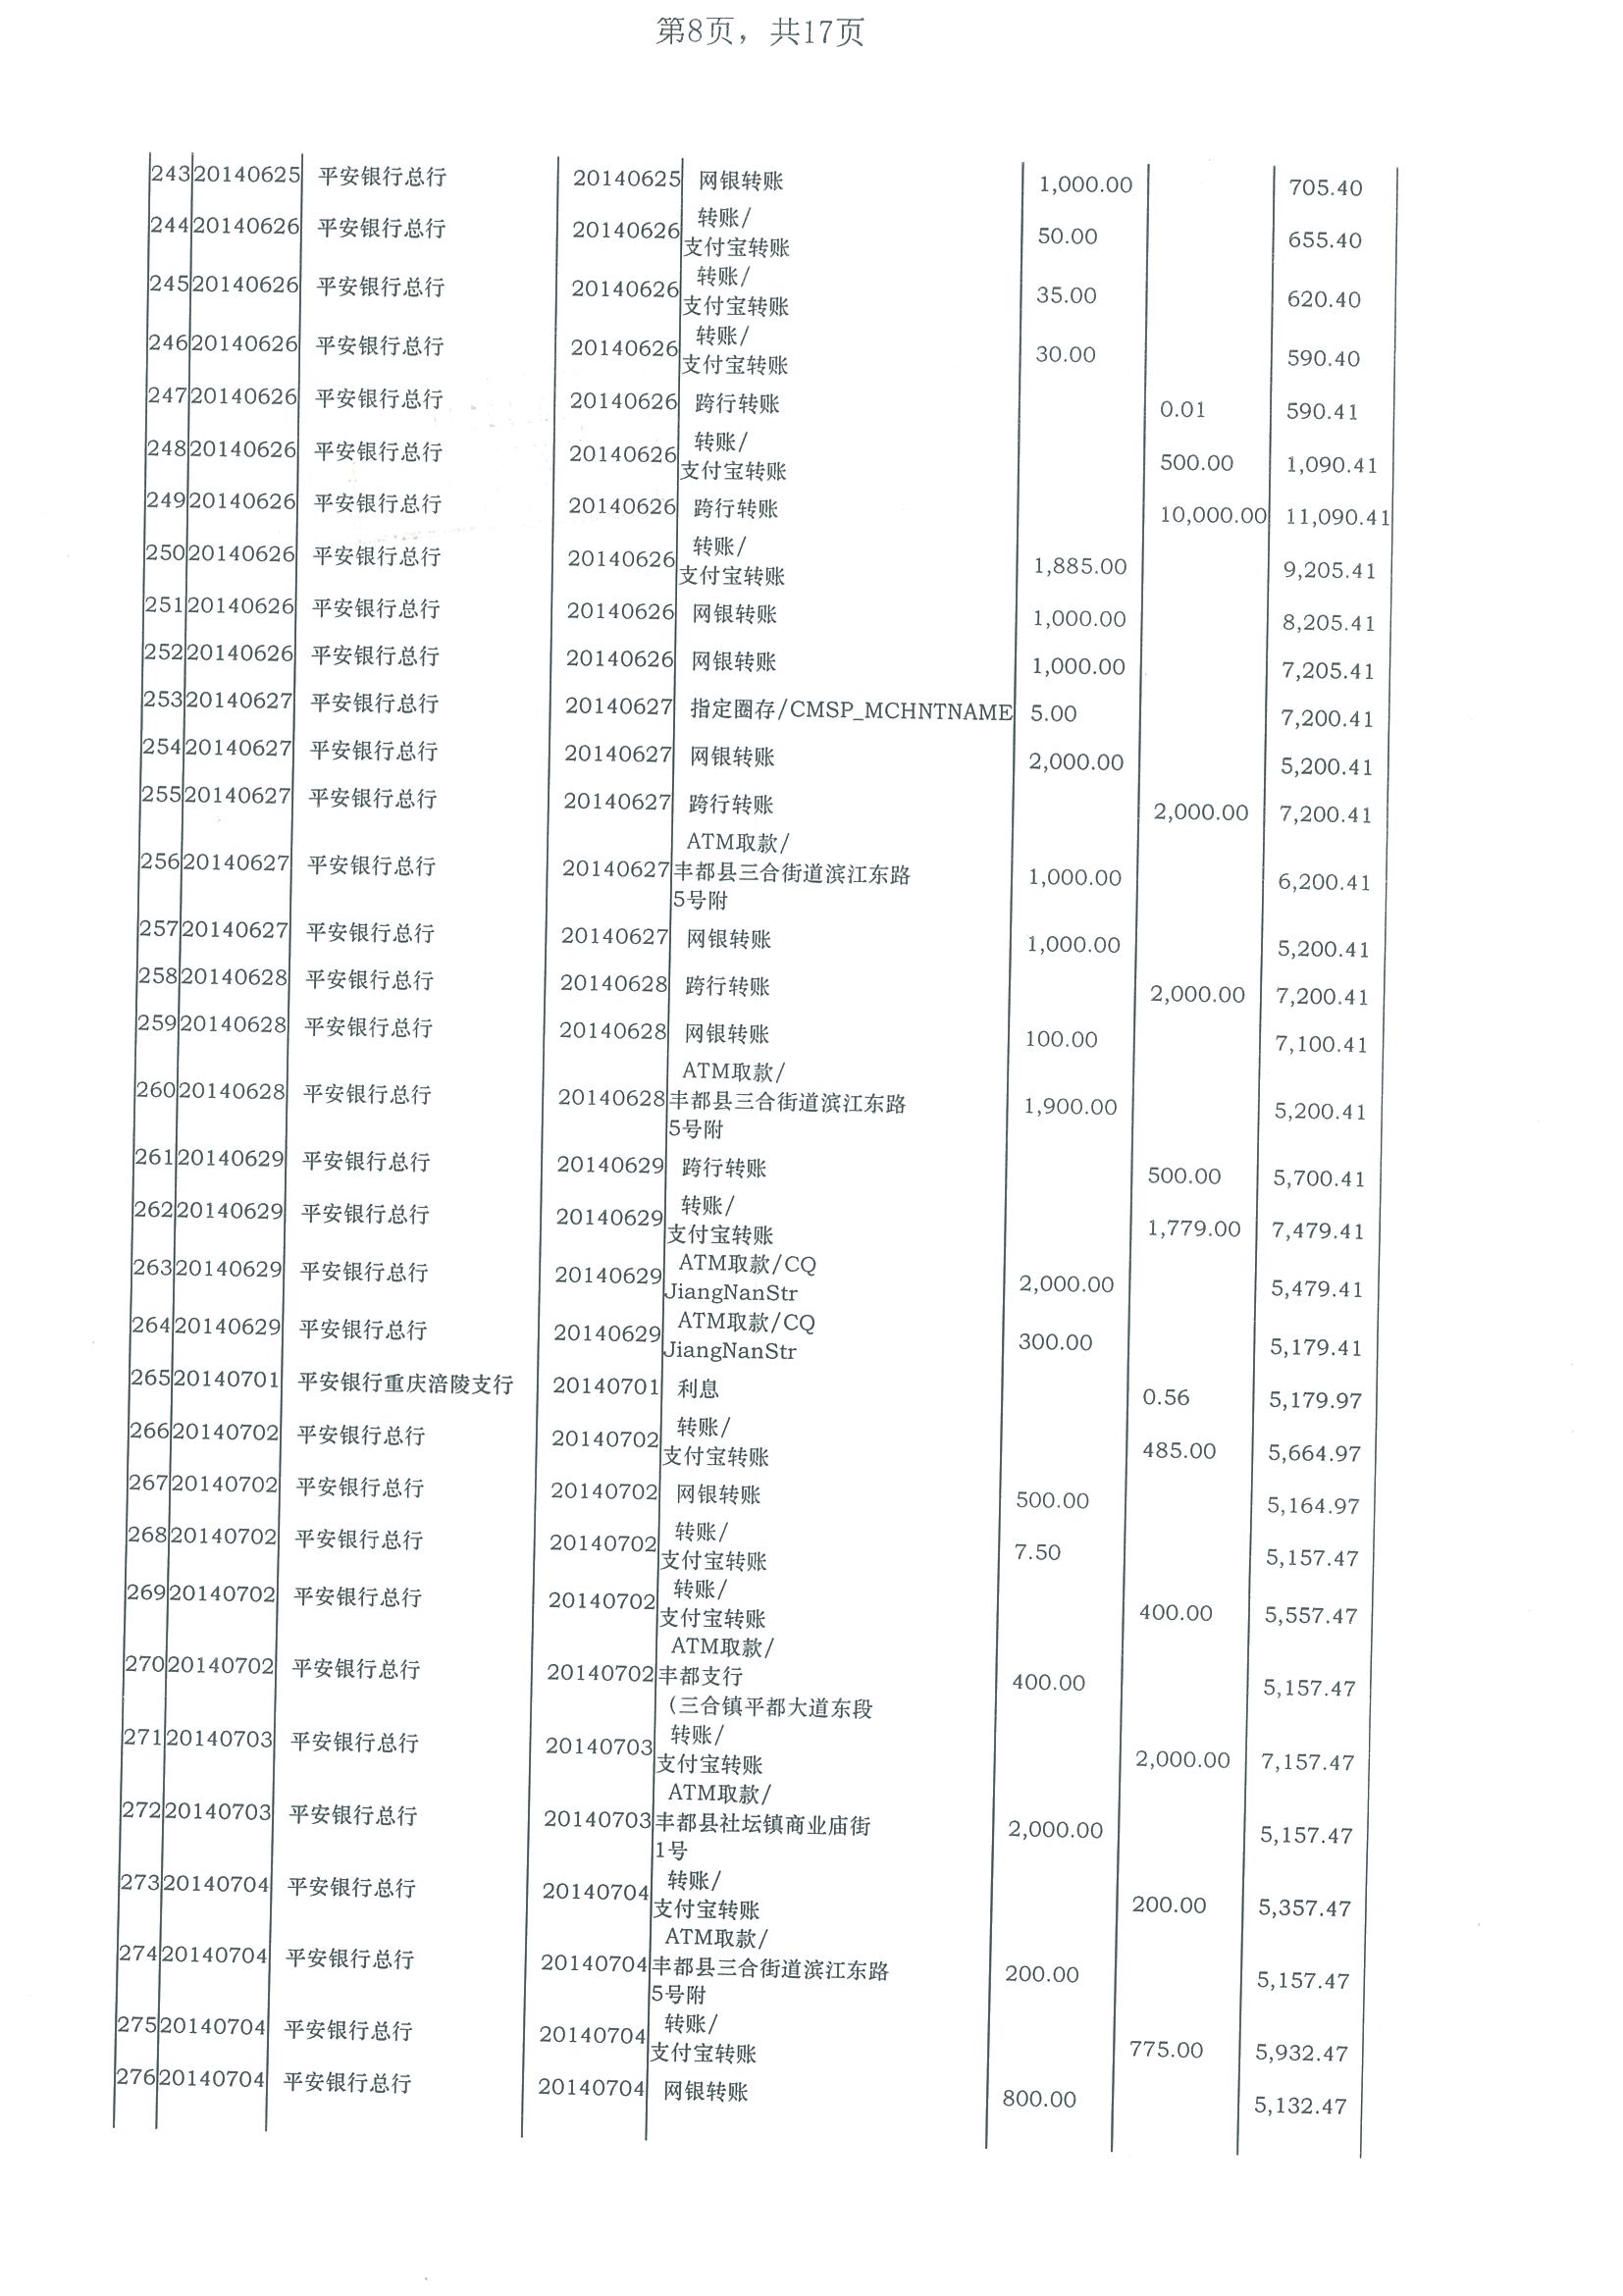 第8页，共17页
243 20140625 平安银行总行 20140625 网银转账 1,000.00 705.40
244 20140626 平安银行总行 20140626 转账/
支付宝转账 50.00 655.40
245 20140626 平安银行总行 20140626 转账/
支付宝转账 35.00 620.40
246 20140626 平安银行总行 20140626 转账/
支付宝转账 30.00 590.40
247 20140626 平安银行总行 20140626 跨行转账 0.01 590.41
248 20140626 平安银行总行 20140626 转账/
支付宝转账 500.00 1,090.41
249 20140626 平安银行总行 20140626 跨行转账 10,000.00 11,090.41
250 20140626 平安银行总行 20140626 转账/
支付宝转账 1,885.00 9,205.41
251 20140626 平安银行总行 20140626 网银转账 1,000.00 8,205.41
252 20140626 平安银行总行 20140626 网银转账 1,000.00 7,205.41
253 20140627 平安银行总行 20140627 指定圈存/CMSP_MCHNTNAME 5.00 7,200.41
254 20140627 平安银行总行 20140627 网银转账 2,000.00 5,200.41
255 20140627 平安银行总行 20140627 跨行转账 2,000.00 7,200.41
ATM取款/
256 20140627 平安银行总行 20140627 丰都县三合街道滨江东路 1,000.00 6,200.41
5号附
257 20140627 平安银行总行 20140627 网银转账 1,000.00 5,200.41
258 20140628 平安银行总行 20140628 跨行转账 2,000.00 7,200.41
259 20140628 平安银行总行 20140628 网银转账 100.00 7,100.41
ATM取款/
260 20140628 平安银行总行 20140628 丰都县三合街道滨江东路 1,900.00 5,200.41
5号附
261 20140629 平安银行总行 20140629 跨行转账 500.00 5,700.41
262 20140629 平安银行总行 20140629 转账/
支付宝转账 1,779.00 7,479.41
263 20140629 平安银行总行 20140629 ATM取款/CQ
JiangNanStr 2,000.00 5,479.41
264 20140629 平安银行总行 20140629 ATM取款/CQ
JiangNanStr 300.00 5,179.41
265 20140701 平安银行重庆涪陵支行 20140701 利息 0.56 5,179.97
266 20140702 平安银行总行 20140702 转账/
支付宝转账 485.00 5,664.97
267 20140702 平安银行总行 20140702 网银转账 500.00 5,164.97
268 20140702 平安银行总行 20140702 转账/
支付宝转账 7.50 5,157.47
269 20140702 平安银行总行 20140702 转账/
支付宝转账 400.00 5,557.47
ATM取款/
270 20140702 平安银行总行 20140702 丰都支行 400.00 5,157.47
(三合镇平都大道东段
271 20140703 平安银行总行 20140703 转账/
支付宝转账 2,000.00 7,157.47
ATM取款/
272 20140703 平安银行总行 20140703 丰都县社坛镇商业庙街 2,000.00 5,157.47
1号
273 20140704 平安银行总行 20140704 转账/
支付宝转账 200.00 5,357.47
ATM取款/
274 20140704 平安银行总行 20140704 丰都县三合街道滨江东路 200.00 5,157.47
5号附
275 20140704 平安银行总行 20140704 转账/
支付宝转账 775.00 5,932.47
276 20140704 平安银行总行 20140704 网银转账 800.00 5,132.47